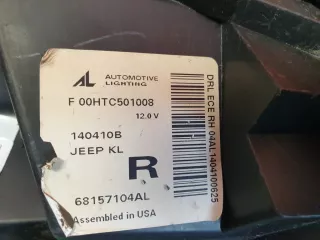 AL AUTOMOTIVE
LIGHTING
F 00HTC501008
12.0 V
140410B
JEEP KL
R
68157104AL
Assembled in USA
DRL ECE RH 04AL1404100625